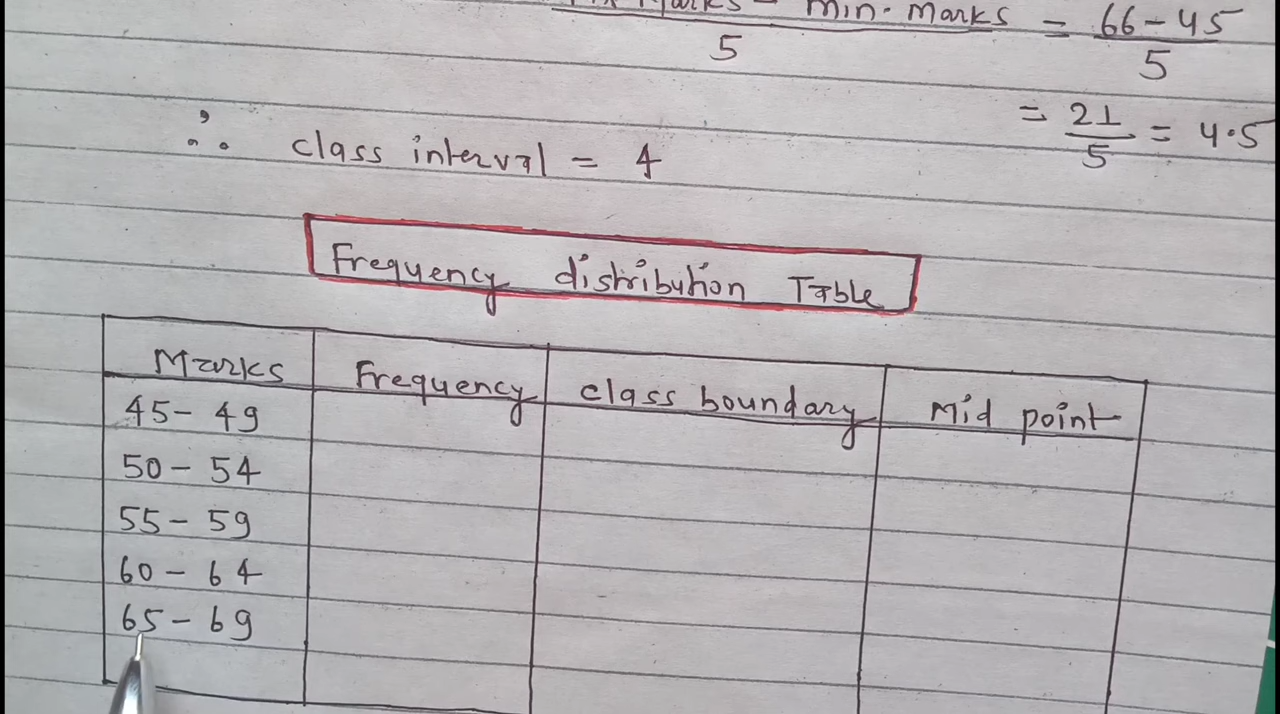 Marks - Min. Marks = 66-45
5 5
= 21/5 = 4.5
∴ class interval = 4
Frequency distribution Table
Marks Frequency class boundary Mid point
45- 49
50- 54
55- 59
60- 64
65- 69